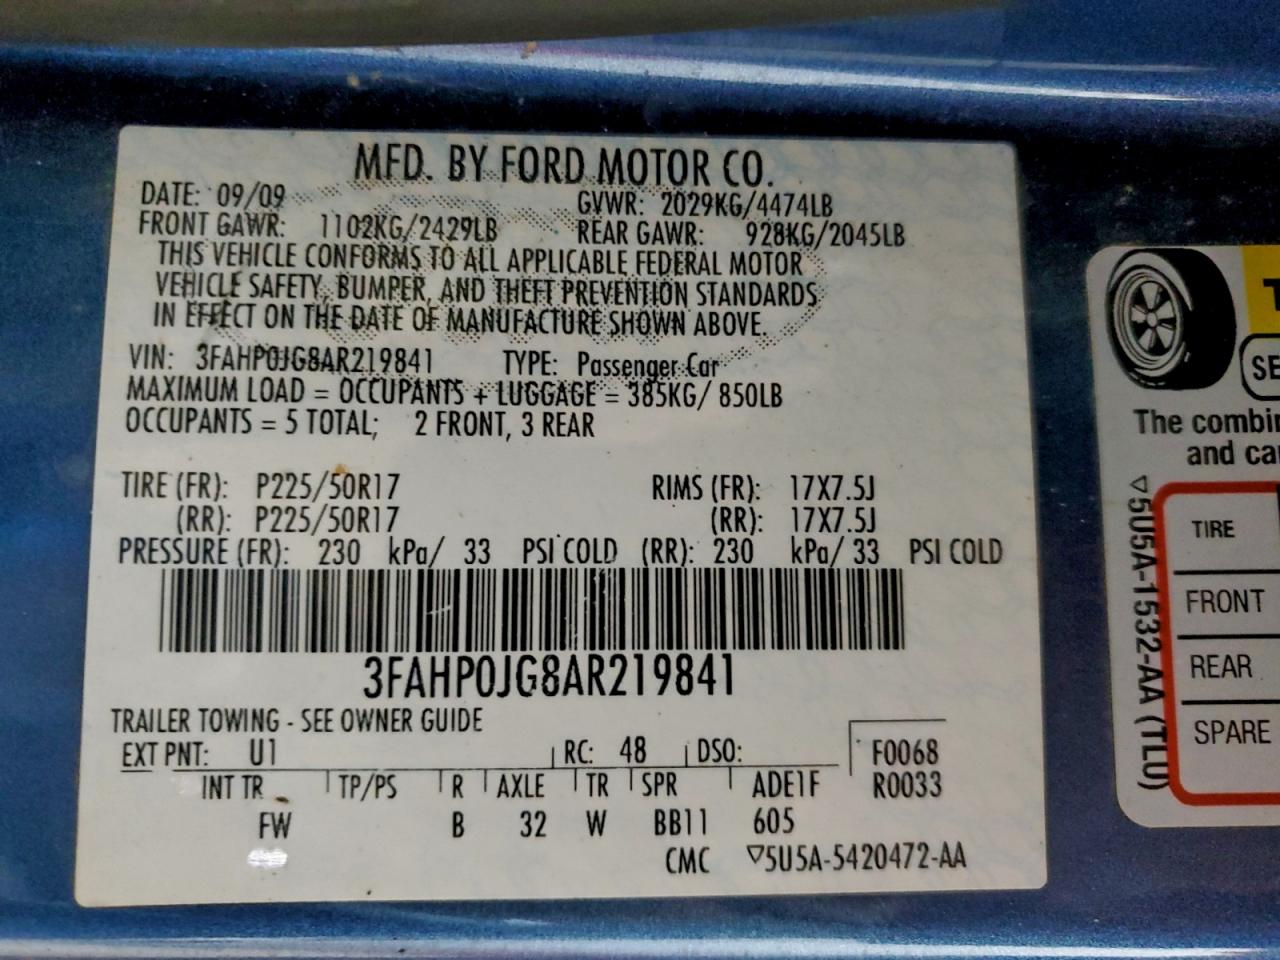 MFD. BY FORD MOTOR CO.
DATE: 09/09 GVWR: 2029KG/4474LB
FRONT GAWR: 1102KG/2429LB REAR GAWR: 928KG/2045LB
THIS VEHICLE CONFORMS TO ALL APPLICABLE FEDERAL MOTOR
VEHICLE SAFETY, BUMPER, AND THEFT PREVENTION STANDARDS
IN EFFECT ON THE DATE OF MANUFACTURE SHOWN ABOVE.
VIN: 3FAHP0JG8AR219841 TYPE: Passenger Car
MAXIMUM LOAD = OCCUPANTS + LUGGAGE = 385KG/ 850LB
OCCUPANTS = 5 TOTAL; 2 FRONT, 3 REAR
TIRE (FR): P225/50R17 RIMS (FR): 17X7.5J
(RR): P225/50R17 (RR): 17X7.5J
PRESSURE (FR): 230 kPa/ 33 PSI COLD (RR): 230 kPa/ 33 PSI COLD
3FAHP0JG8AR219841
TRAILER TOWING - SEE OWNER GUIDE
EXT PNT: U1 RC: 48 DSO: F0068
INT TR TP/PS R AXLE TR SPR ADE1F R0033
FW B 32 W BB11 605
CMC ▽5U5A-5420472-AA
The combin
and ca
TIRE
FRONT
REAR
SPARE
▽5U5A-1532-AA (TLU)